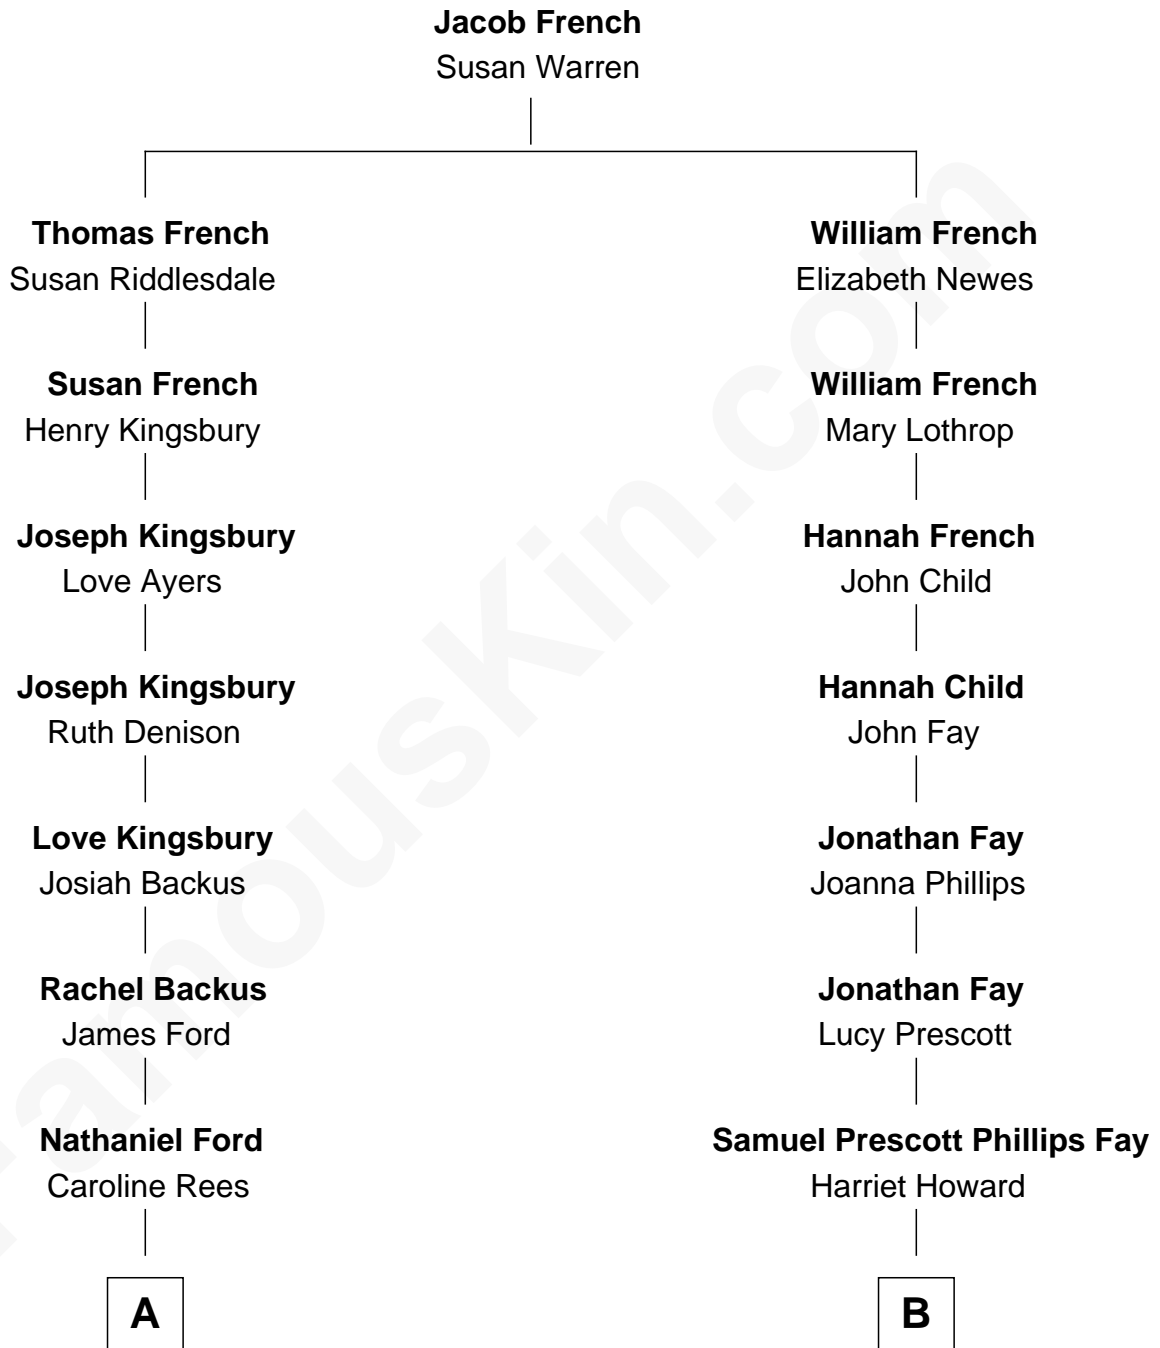 Jacob French
Susan Warren
Thomas French
Susan Riddlesdale
Susan French
Henry Kingsbury
Joseph Kingsbury
Love Ayers
Joseph Kingsbury
Ruth Denison
Love Kingsbury
Josiah Backus
Rachel Backus
James Ford
Nathaniel Ford
Caroline Rees
A
William French
Elizabeth Newes
William French
Mary Lothrop
Hannah French
John Child
Hannah Child
John Fay
Jonathan Fay
Joanna Phillips
Jonathan Fay
Lucy Prescott
Samuel Prescott Phillips Fay
Harriet Howard
B
FamousKin.com